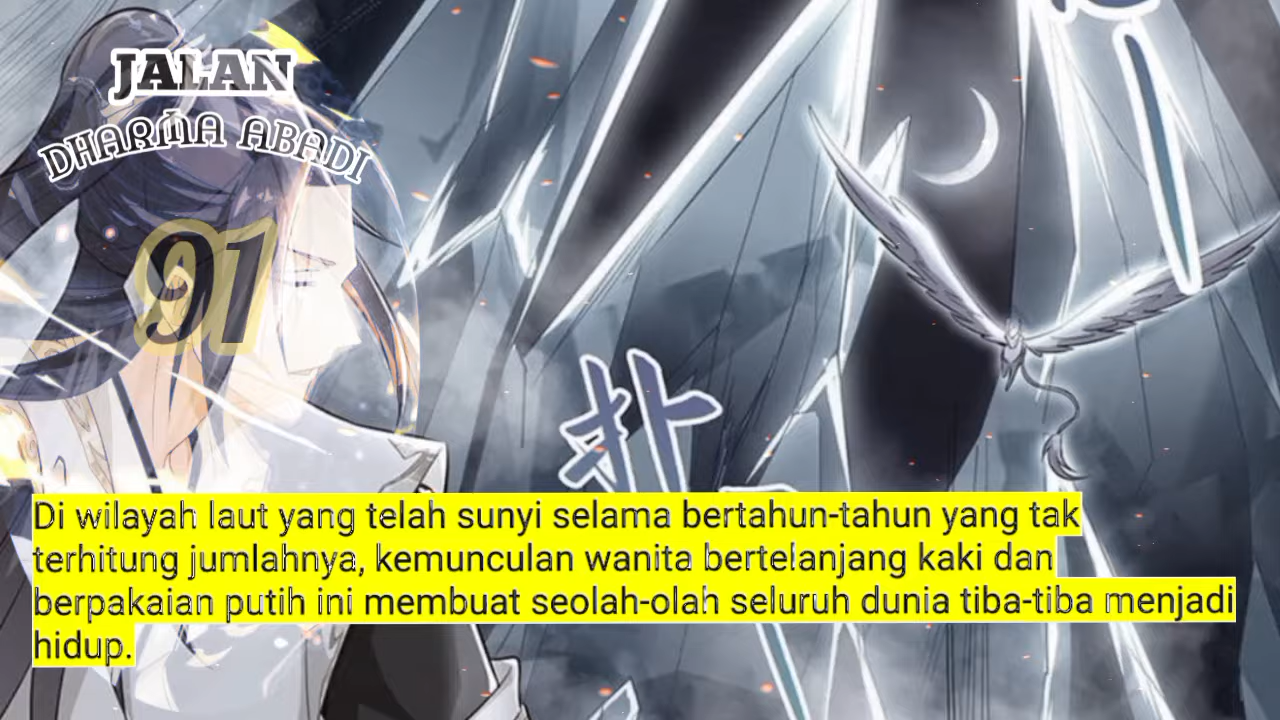 JALAN
DHARMA ABADI
91
扑
Di wilayah laut yang telah sunyi selama bertahun-tahun yang tak
terhitung jumlahnya, kemunculan wanita bertelanjang kaki dan
berpakaian putih ini membuat seolah-olah seluruh dunia tiba-tiba menjadi
hidup.